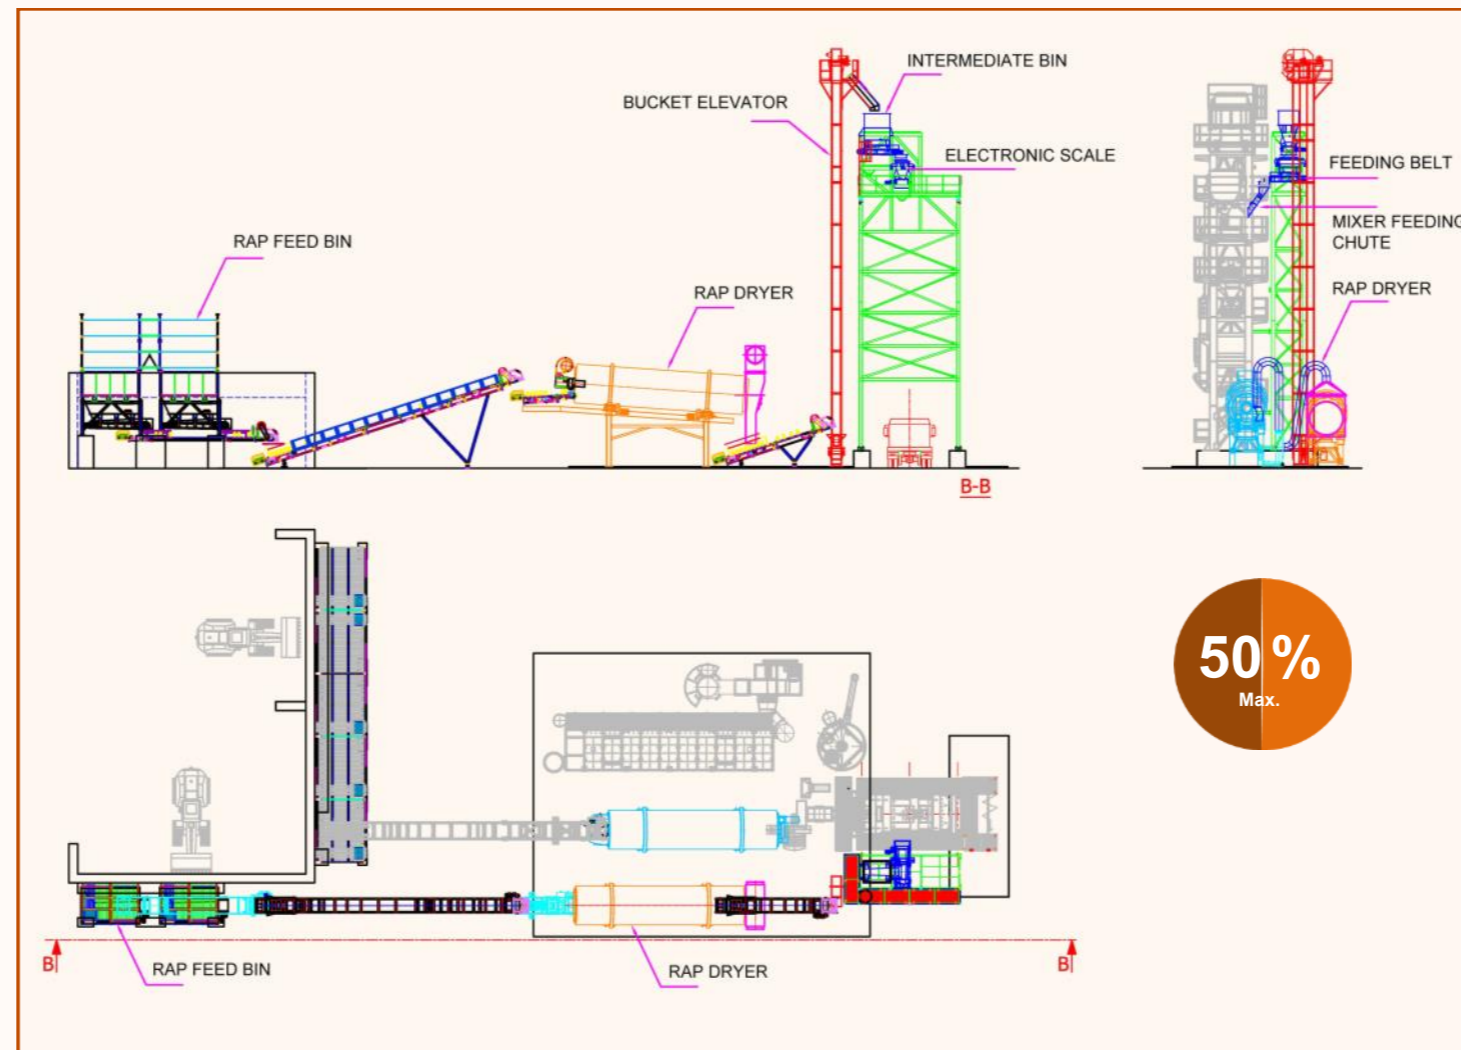 INTERMEDIATE BIN
BUCKET ELEVATOR
ELECTRONIC SCALE
FEEDING BELT
MIXER FEEDING
CHUTE
RAP FEED BIN
RAP DRYER
RAP DRYER
B-B
50%
Max.
B
B
RAP FEED BIN
RAP DRYER